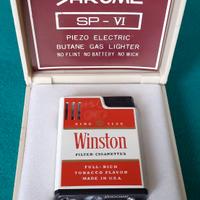 SAROME
SP-VI
PIEZO ELECTRIC
BUTANE GAS LIGHTER
NO FLINT NO BATTERY NO WICK
KING SIZE
Winston
FILTER CIGARETTES
FULL-RICH
TOBACCO FLAVOR
MADE IN U.S.A.